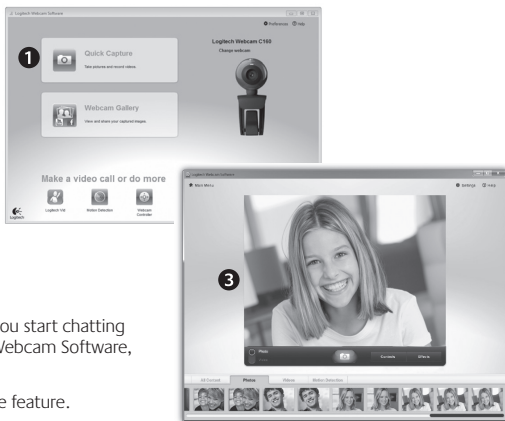 Logitech Webcam Software
Preferences Help
Logitech Webcam C160
Change webcam
1
Quick Capture
Take pictures and record videos.
Webcam Gallery
View and share your captured images.
Make a video call or do more
Logitech Vid
Motion Detection
Webcam Controller
Logitech
Logitech Webcam Software
Main Menu
Settings Help
3
Photo
Controls
Effects
Photos
Videos
Motion Detection
ou start chatting
Webcam Software,
e feature.